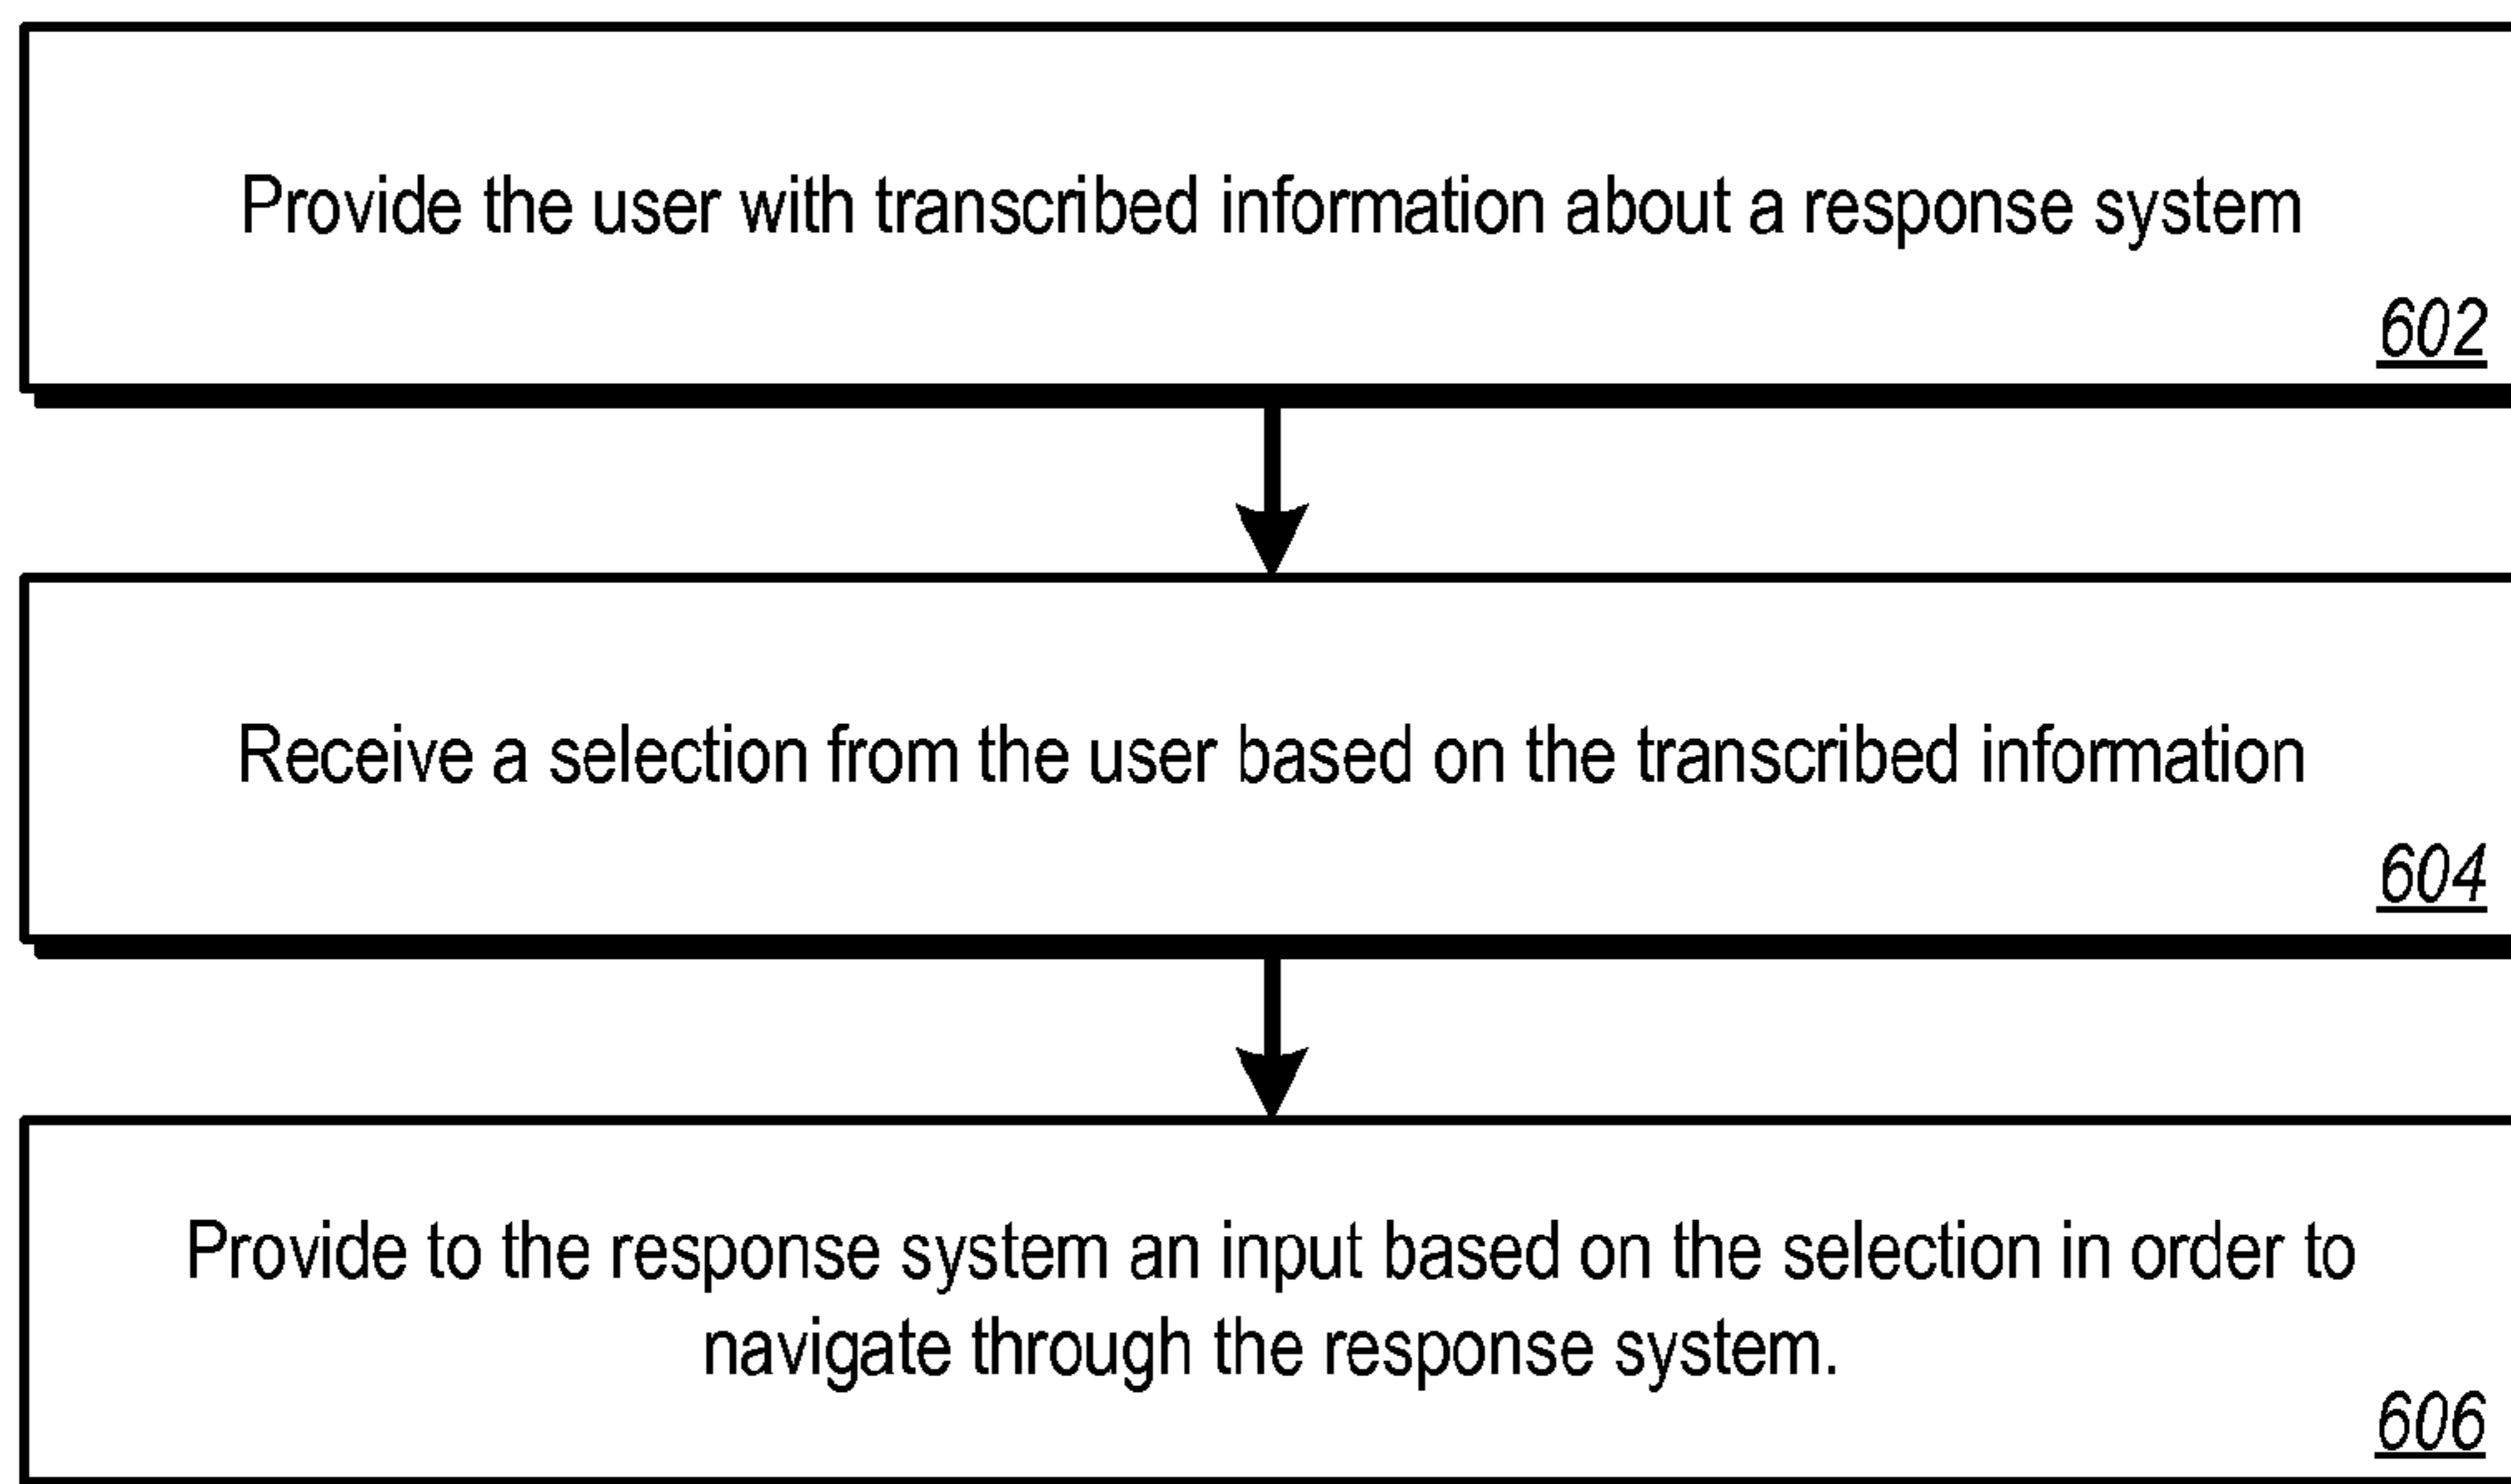 Provide the user with transcribed information about a response system
602
Receive a selection from the user based on the transcribed information
604
Provide to the response system an input based on the selection in order to
navigate through the response system.
606